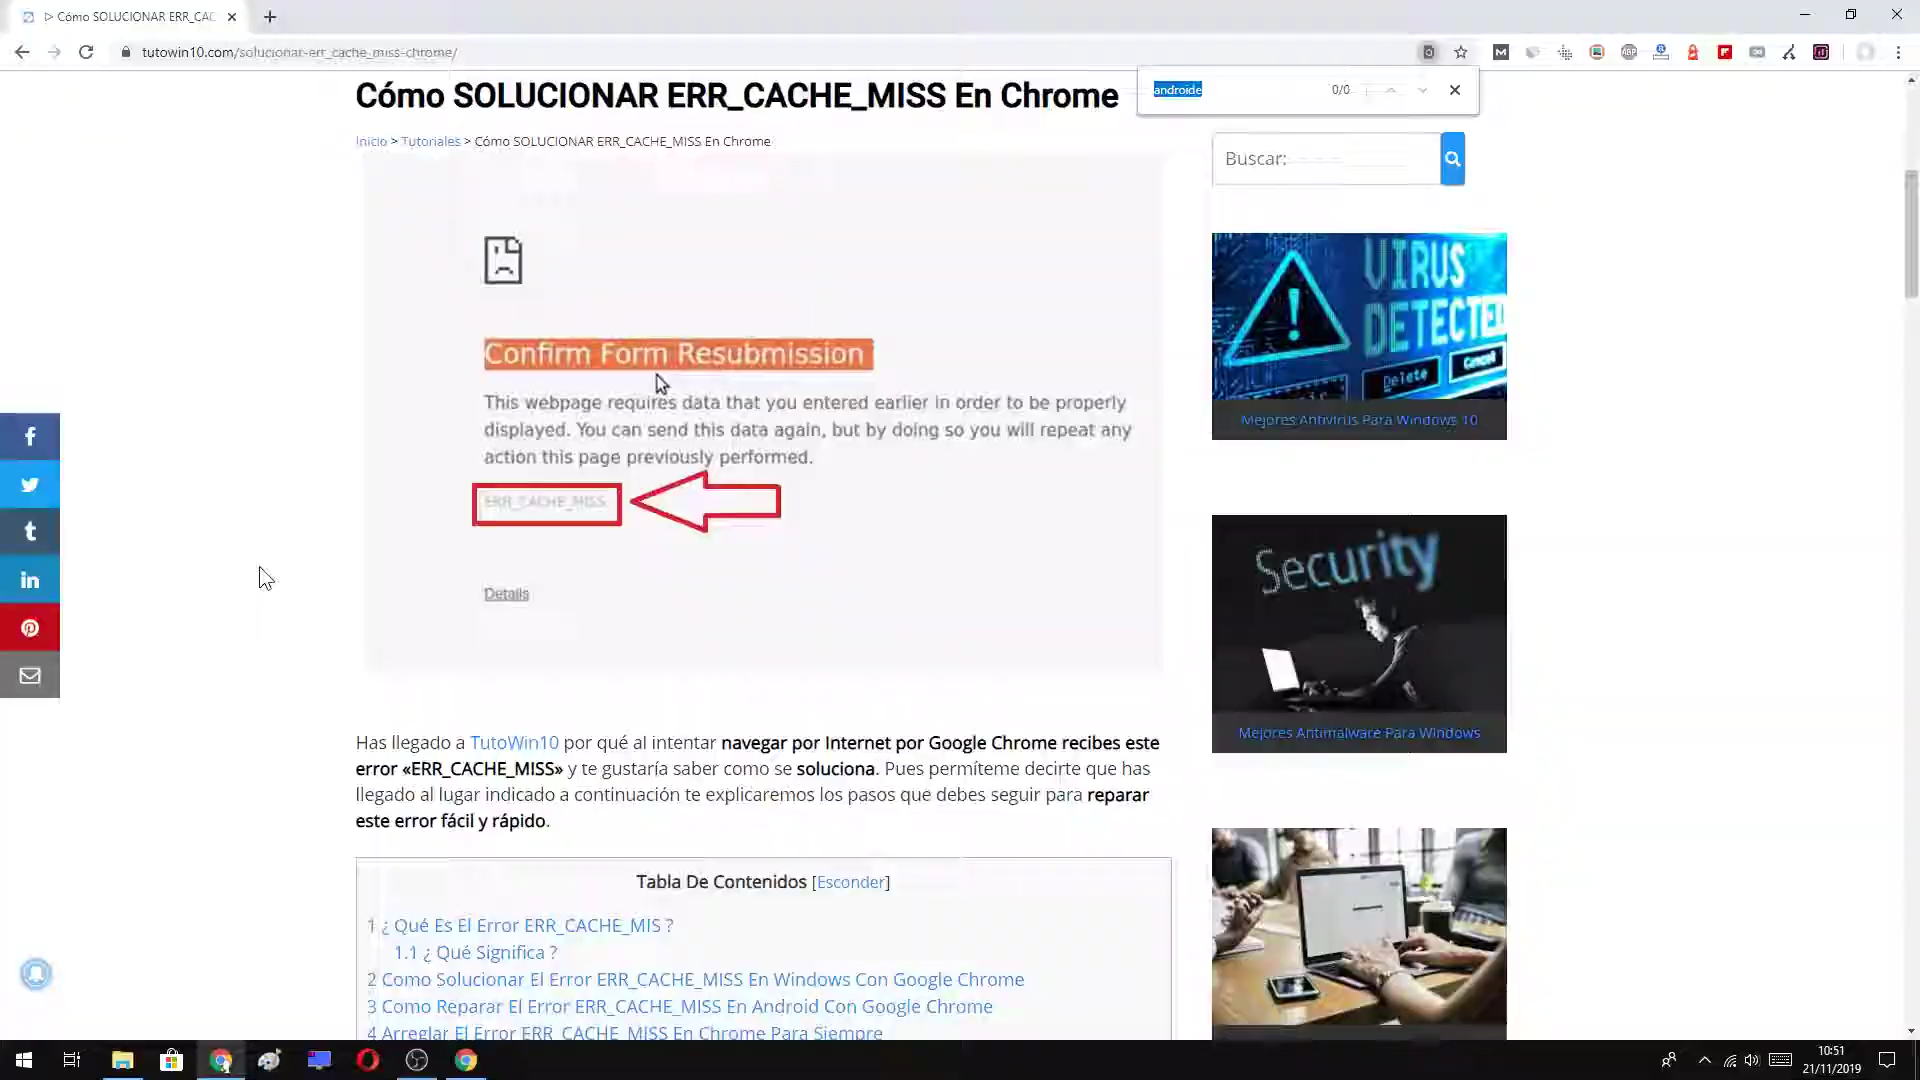 ▷ Cómo SOLUCIONAR ERR_CAC
tutowin10.com/solucionar-err_cache_miss-chrome/
androide
0/0
Cómo SOLUCIONAR ERR_CACHE_MISS En Chrome
Inicio > Tutoriales > Cómo SOLUCIONAR ERR_CACHE_MISS En Chrome
Buscar:
Confirm Form Resubmission
This webpage requires data that you entered earlier in order to be properly
displayed. You can send this data again, but by doing so you will repeat any
action this page previously performed.
ERR_CACHE_MISS
Details
VIRUS
DETECTED
Delete
Cancel
Mejores Antivirus Para Windows 10
Security
Mejores Antimalware Para Windows
Has llegado a TutoWin10 por qué al intentar navegar por Internet por Google Chrome recibes este
error «ERR_CACHE_MISS» y te gustaría saber como se soluciona. Pues permíteme decirte que has
llegado al lugar indicado a continuación te explicaremos los pasos que debes seguir para reparar
este error fácil y rápido.
Tabla De Contenidos [Esconder]
1 ¿ Qué Es El Error ERR_CACHE_MIS ?
1.1 ¿ Qué Significa ?
2 Como Solucionar El Error ERR_CACHE_MISS En Windows Con Google Chrome
3 Como Reparar El Error ERR_CACHE_MISS En Android Con Google Chrome
4 Arreglar El Error ERR_CACHE_MISS En Chrome Para Siempre
10:51
21/11/2019